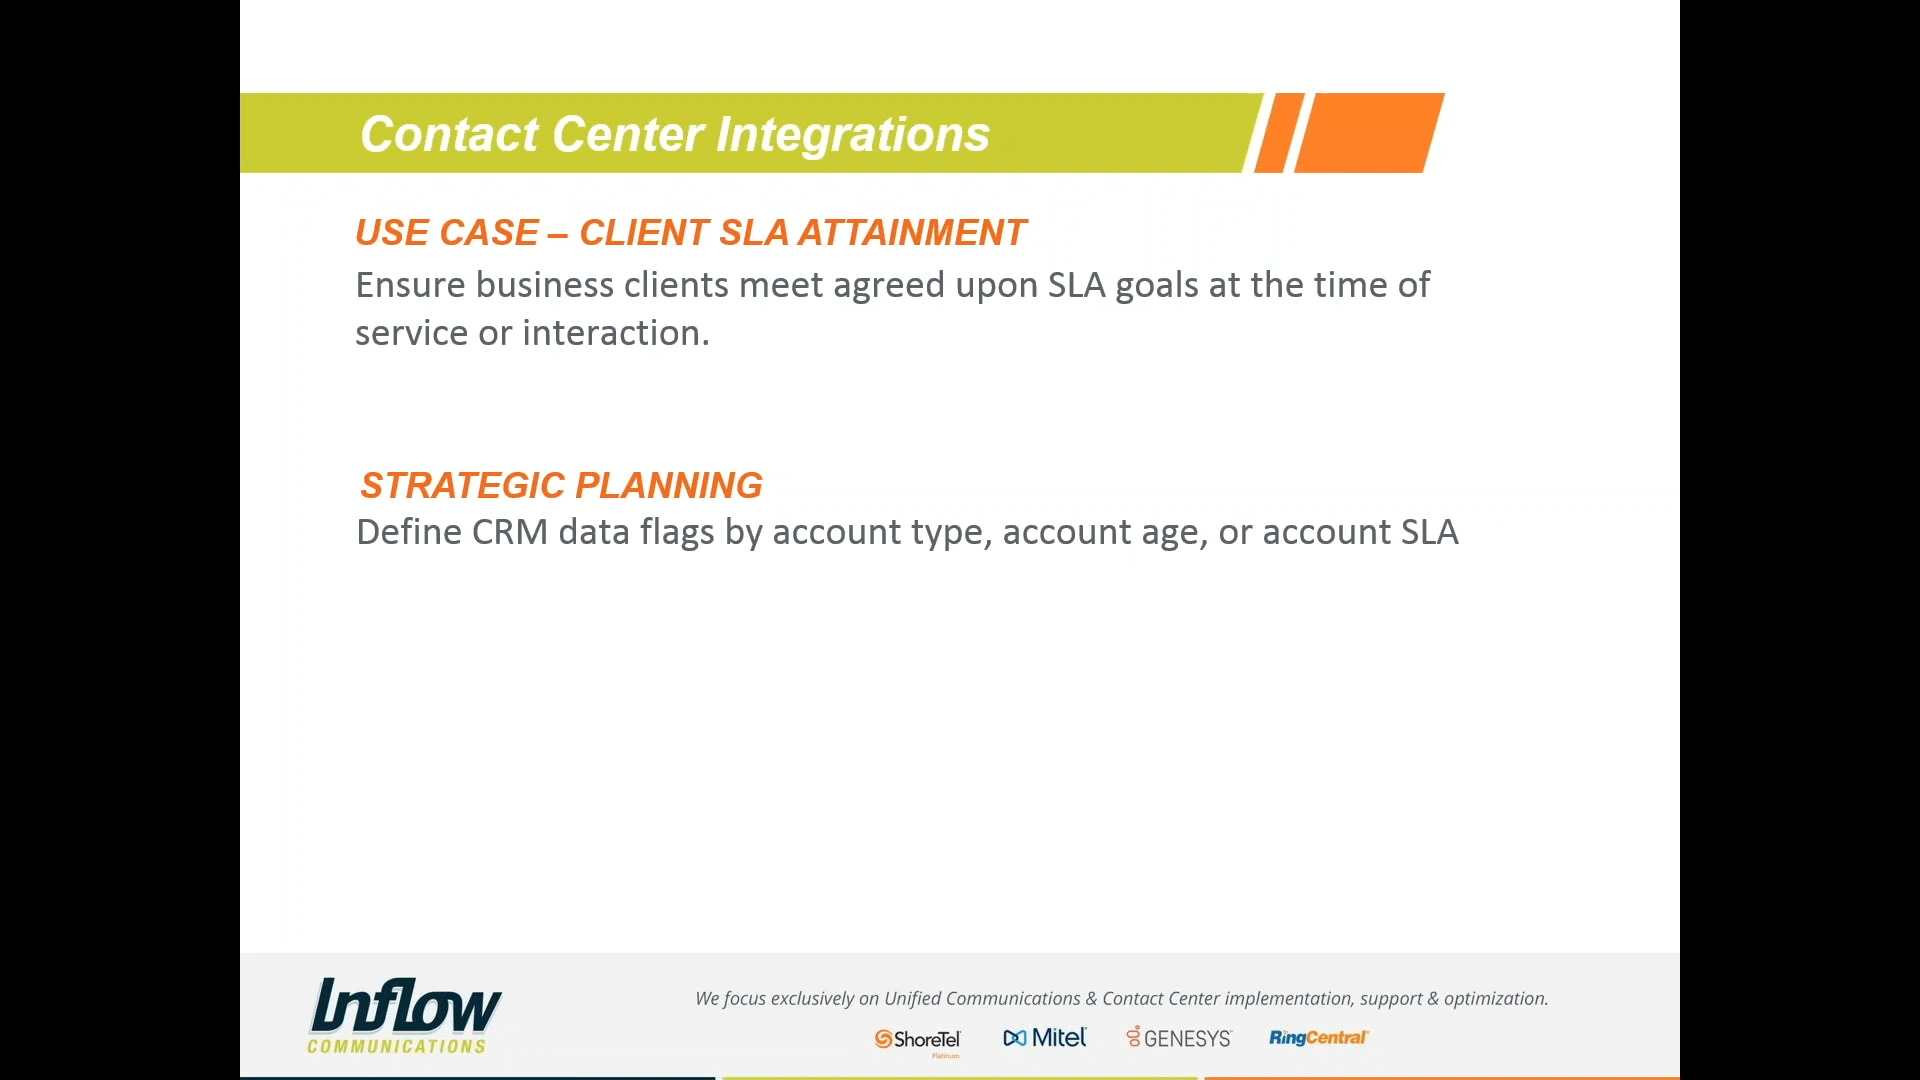 Contact Center Integrations
USE CASE – CLIENT SLA ATTAINMENT
Ensure business clients meet agreed upon SLA goals at the time of
service or interaction.
STRATEGIC PLANNING
Define CRM data flags by account type, account age, or account SLA
Inflow
COMMUNICATIONS
We focus exclusively on Unified Communications & Contact Center implementation, support & optimization.
ShoreTel Mitel GENESYS RingCentral
Platinum